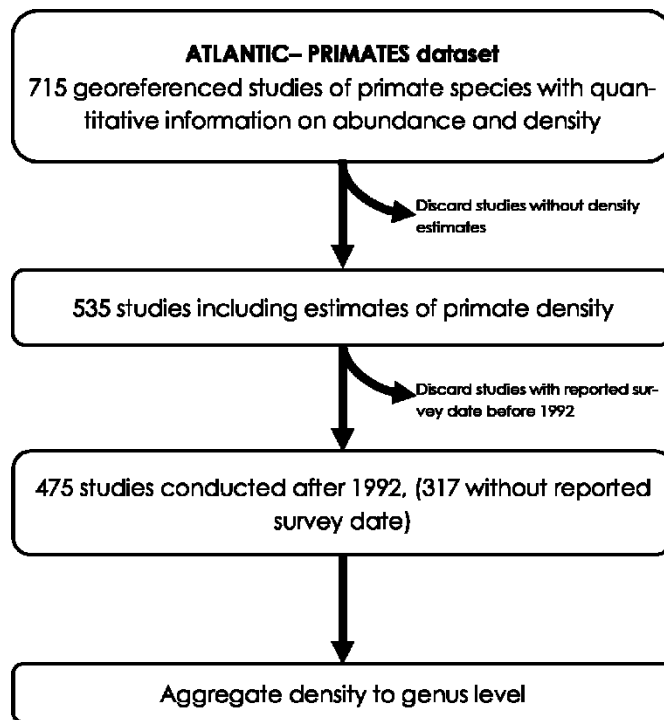 ATLANTIC– PRIMATES dataset
715 georeferenced studies of primate species with quan-
titative information on abundance and density
Discard studies without density
estimates
535 studies including estimates of primate density
Discard studies with reported sur-
vey date before 1992
475 studies conducted after 1992, (317 without reported
survey date)
Aggregate density to genus level